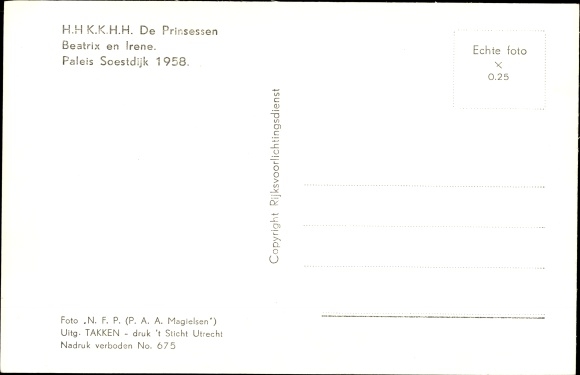 H.H K.K.H.H. De Prinsessen
Beatrix en Irene.
Paleis Soestdijk 1958.
Echte foto
X
0.25
Copyright Rijksvoorlichtingsdienst
Foto „N. F. P. (P. A. A. Magielsen")
Uitg. TAKKEN - druk 't Sticht Utrecht
Nadruk verboden No. 675